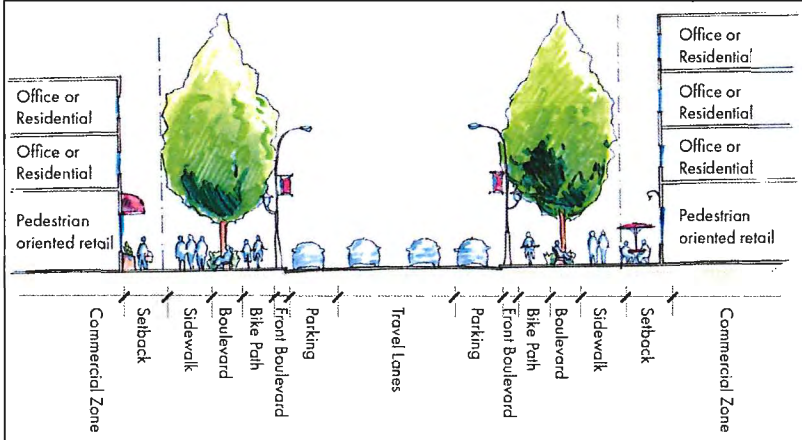 Office or
Residential
Office or
Residential
Pedestrian
oriented retail
Office or
Residential
Office or
Residential
Office or
Residential
Pedestrian
oriented retail
Commercial Zone
Setback
Sidewalk
Boulevard
Bike Path
Front Boulevard
Parking
Travel Lanes
Parking
Front Boulevard
Bike Path
Boulevard
Sidewalk
Setback
Commercial Zone